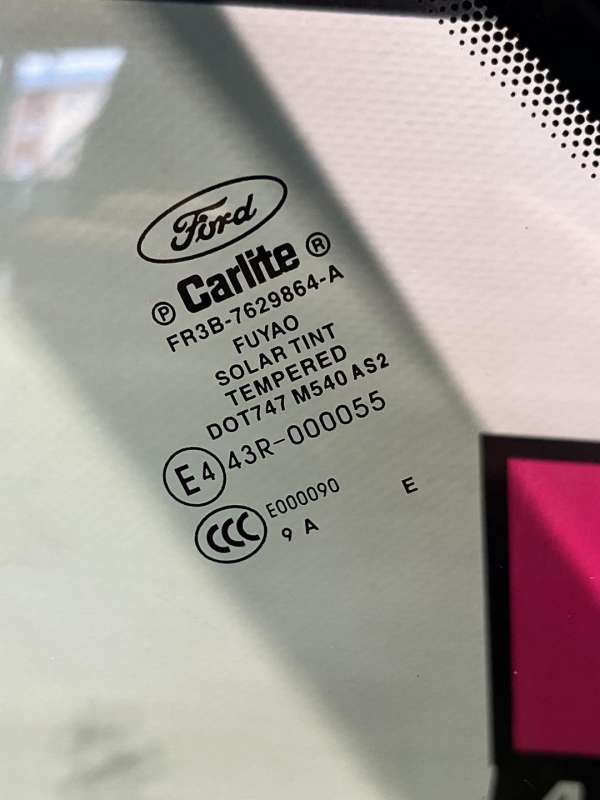 Ford
Ⓟ Carlite ®
FR3B-7629864-A
FUYAO
SOLAR TINT
TEMPERED
DOT747 M540 AS2
E4 43R-000055
CCC E000090 E
9 A